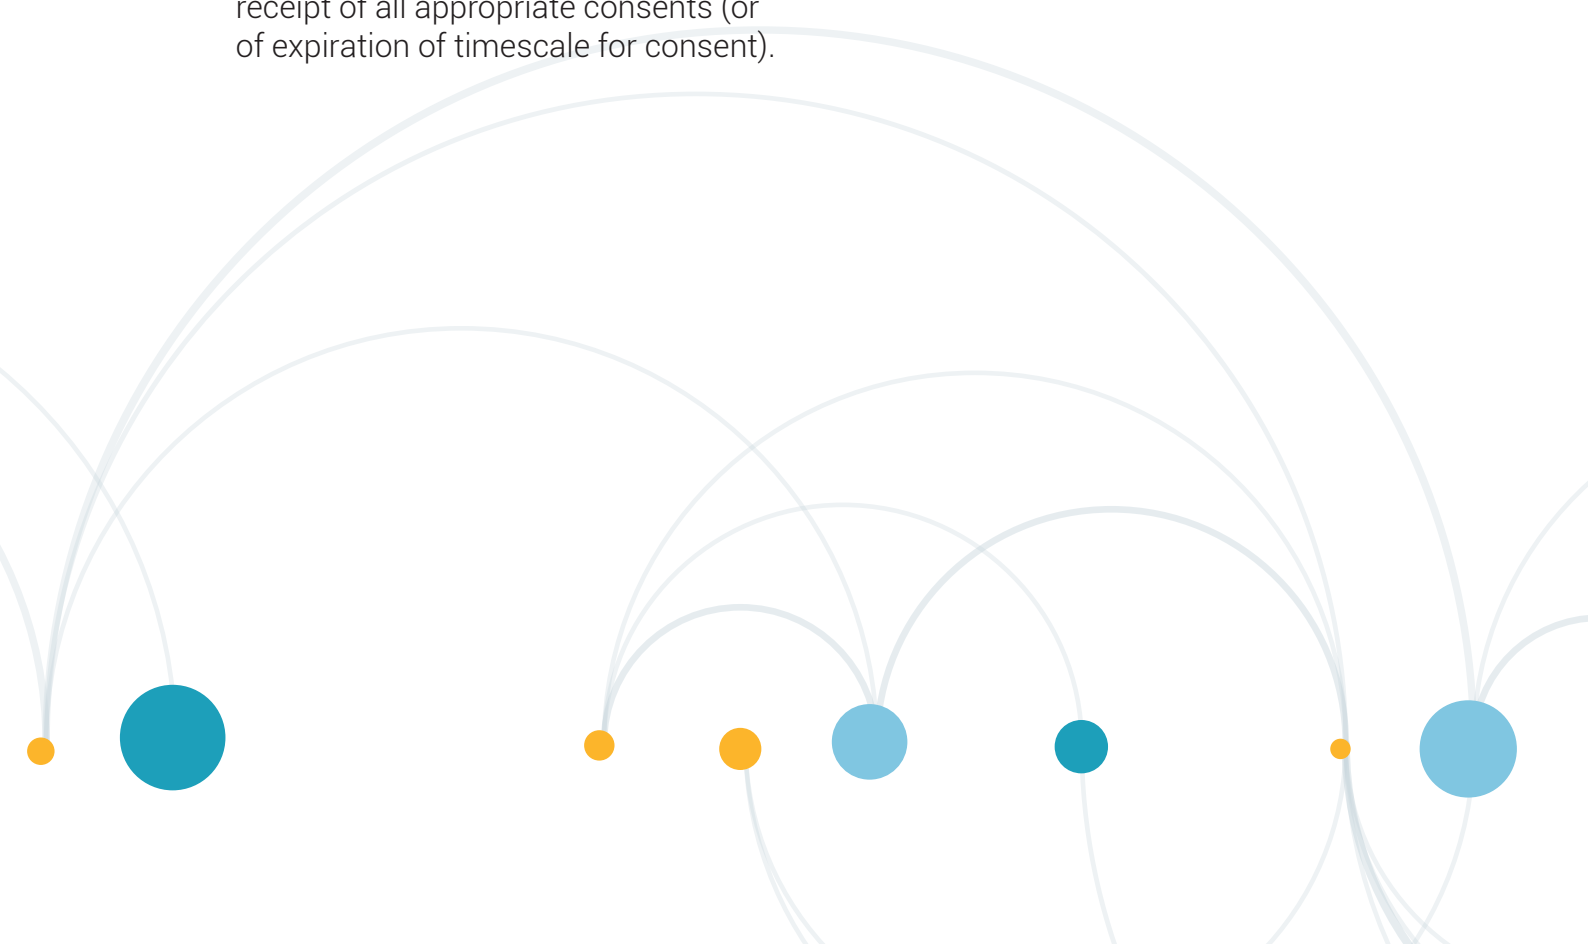 receipt of all appropriate consents (or
of expiration of timescale for consent).